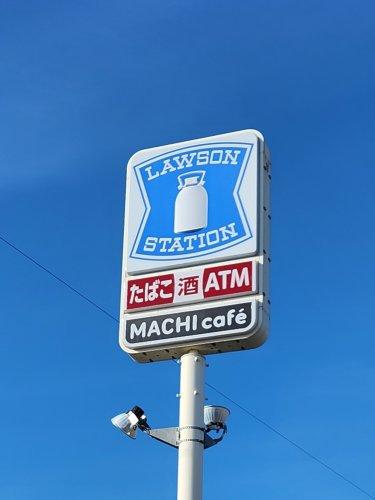 LAWSON
STATION
たばこ 酒 ATM
MACHI café